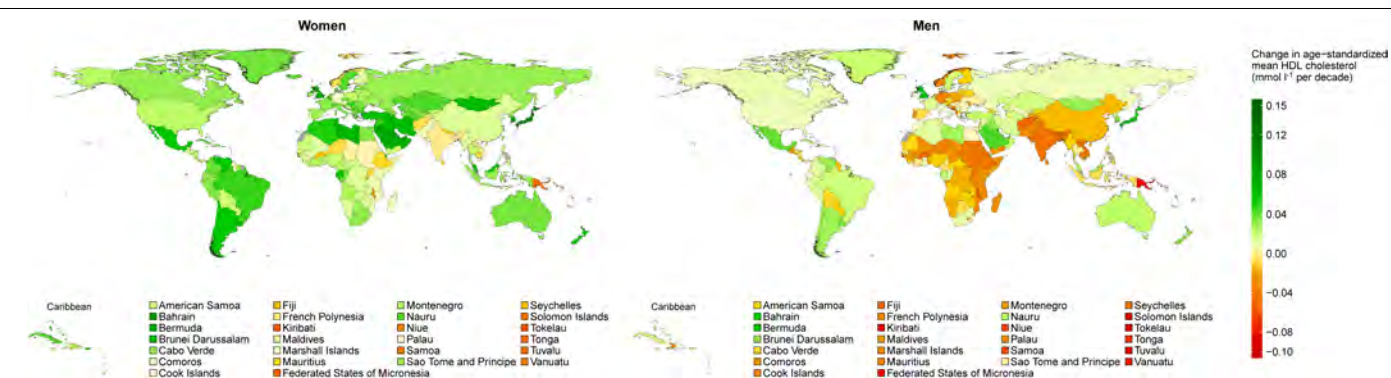 Women
Men
Change in age-standardized
mean HDL cholesterol
(mmol l⁻¹ per decade)
0.15
0.12
0.08
0.04
0.00
−0.04
−0.08
−0.10
Caribbean
American Samoa
Bahrain
Bermuda
Brunei Darussalam
Cabo Verde
Comoros
Cook Islands
Fiji
French Polynesia
Kiribati
Maldives
Marshall Islands
Mauritius
Federated States of Micronesia
Montenegro
Nauru
Niue
Palau
Samoa
Sao Tome and Principe
Seychelles
Solomon Islands
Tokelau
Tonga
Tuvalu
Vanuatu
Caribbean
American Samoa
Bahrain
Bermuda
Brunei Darussalam
Cabo Verde
Comoros
Cook Islands
Fiji
French Polynesia
Kiribati
Maldives
Marshall Islands
Mauritius
Federated States of Micronesia
Montenegro
Nauru
Niue
Palau
Samoa
Sao Tome and Principe
Seychelles
Solomon Islands
Tokelau
Tonga
Tuvalu
Vanuatu